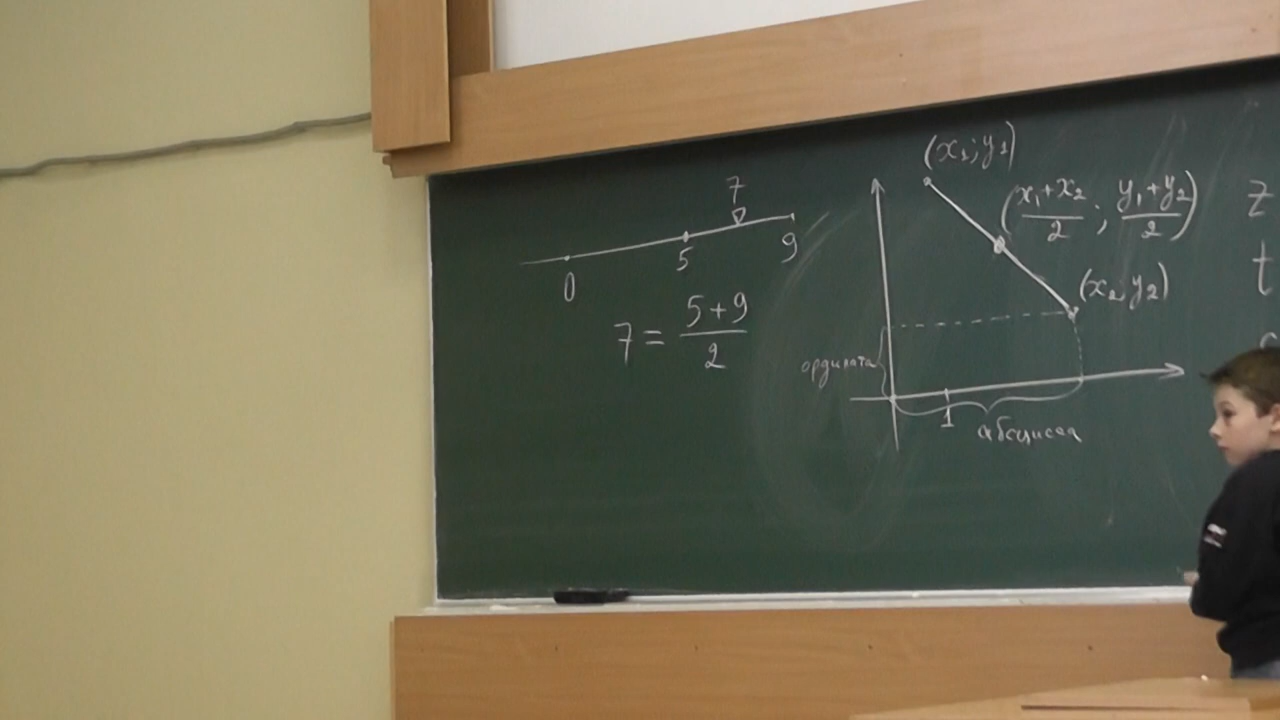 7
0 5 9
7 = (5+9)/2
(x₁; y₁)
((x₁+x₂)/2 ; (y₁+y₂)/2)
(x₂, y₂)
ордината
1
абсцисса
z
t